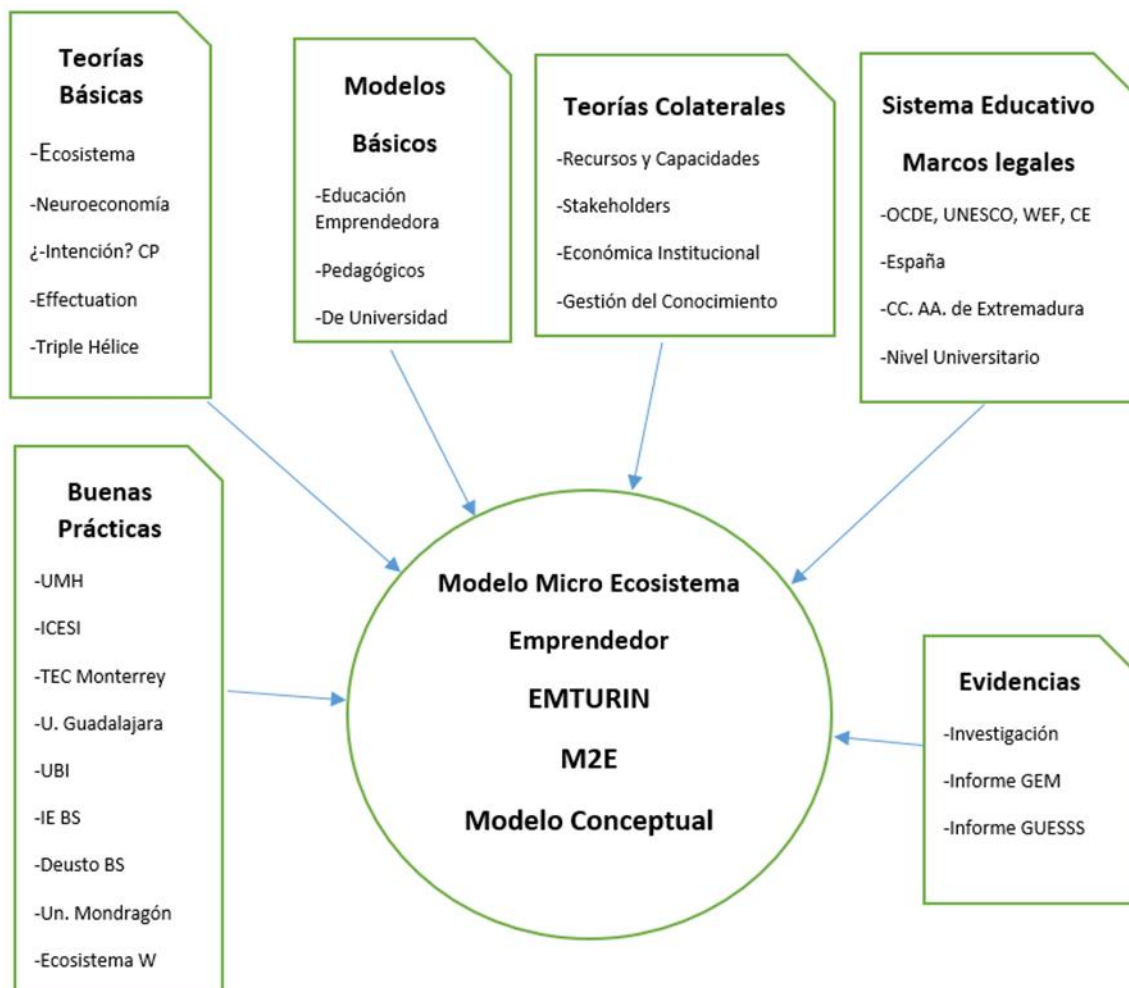 Teorías
Básicas
-Ecosistema
-Neuroeconomía
¿-Intención? CP
-Effectuation
-Triple Hélice
Modelos
Básicos
-Educación
Emprendedora
-Pedagógicos
-De Universidad
Teorías Colaterales
-Recursos y Capacidades
-Stakeholders
-Económica Institucional
-Gestión del Conocimiento
Sistema Educativo
Marcos legales
-OCDE, UNESCO, WEF, CE
-España
-CC. AA. de Extremadura
-Nivel Universitario
Buenas
Prácticas
-UMH
-ICESI
-TEC Monterrey
-U. Guadalajara
-UBI
-IE BS
-Deusto BS
-Un. Mondragón
-Ecosistema W
Modelo Micro Ecosistema
Emprendedor
EMTURIN
M2E
Modelo Conceptual
Evidencias
-Investigación
-Informe GEM
-Informe GUESSS